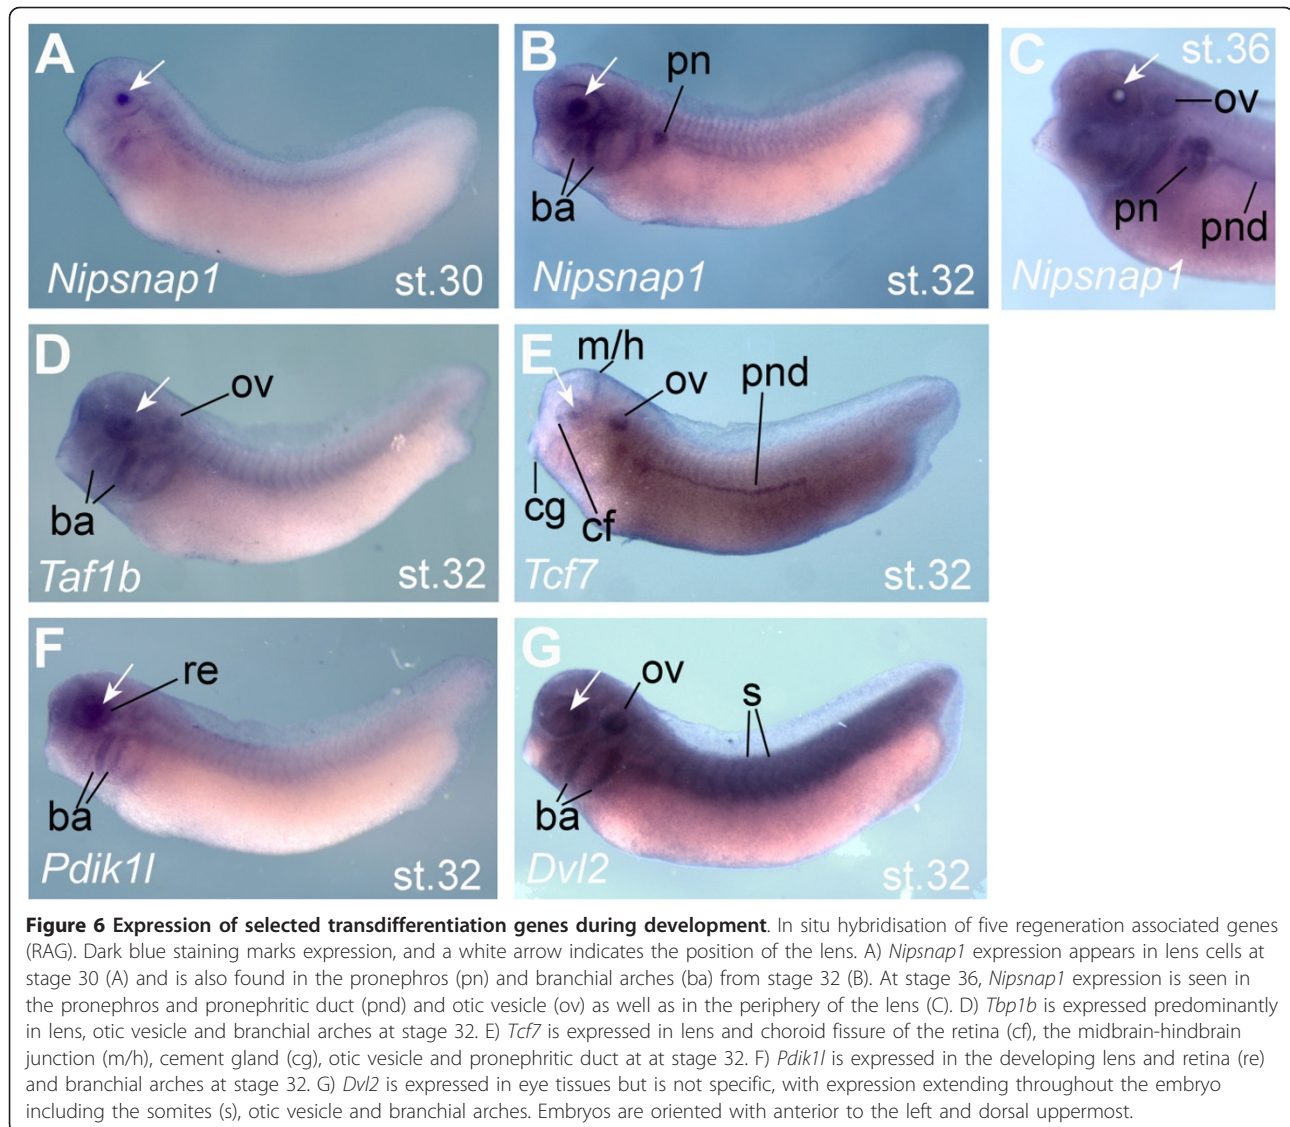 A
Nipsnap1
st.30
B
pn
ba
Nipsnap1
st.32
C
st.36
ov
pn
pnd
Nipsnap1
D
ov
ba
Taf1b
st.32
E
m/h
ov
pnd
cg
cf
Tcf7
st.32
F
re
ba
Pdik1l
st.32
G
ov
s
ba
Dvl2
st.32
Figure 6 Expression of selected transdifferentiation genes during development. In situ hybridisation of five regeneration associated genes
(RAG). Dark blue staining marks expression, and a white arrow indicates the position of the lens. A) Nipsnap1 expression appears in lens cells at
stage 30 (A) and is also found in the pronephros (pn) and branchial arches (ba) from stage 32 (B). At stage 36, Nipsnap1 expression is seen in
the pronephros and pronephritic duct (pnd) and otic vesicle (ov) as well as in the periphery of the lens (C). D) Tbp1b is expressed predominantly
in lens, otic vesicle and branchial arches at stage 32. E) Tcf7 is expressed in lens and choroid fissure of the retina (cf), the midbrain-hindbrain
junction (m/h), cement gland (cg), otic vesicle and pronephritic duct at at stage 32. F) Pdik1l is expressed in the developing lens and retina (re)
and branchial arches at stage 32. G) Dvl2 is expressed in eye tissues but is not specific, with expression extending throughout the embryo
including the somites (s), otic vesicle and branchial arches. Embryos are oriented with anterior to the left and dorsal uppermost.